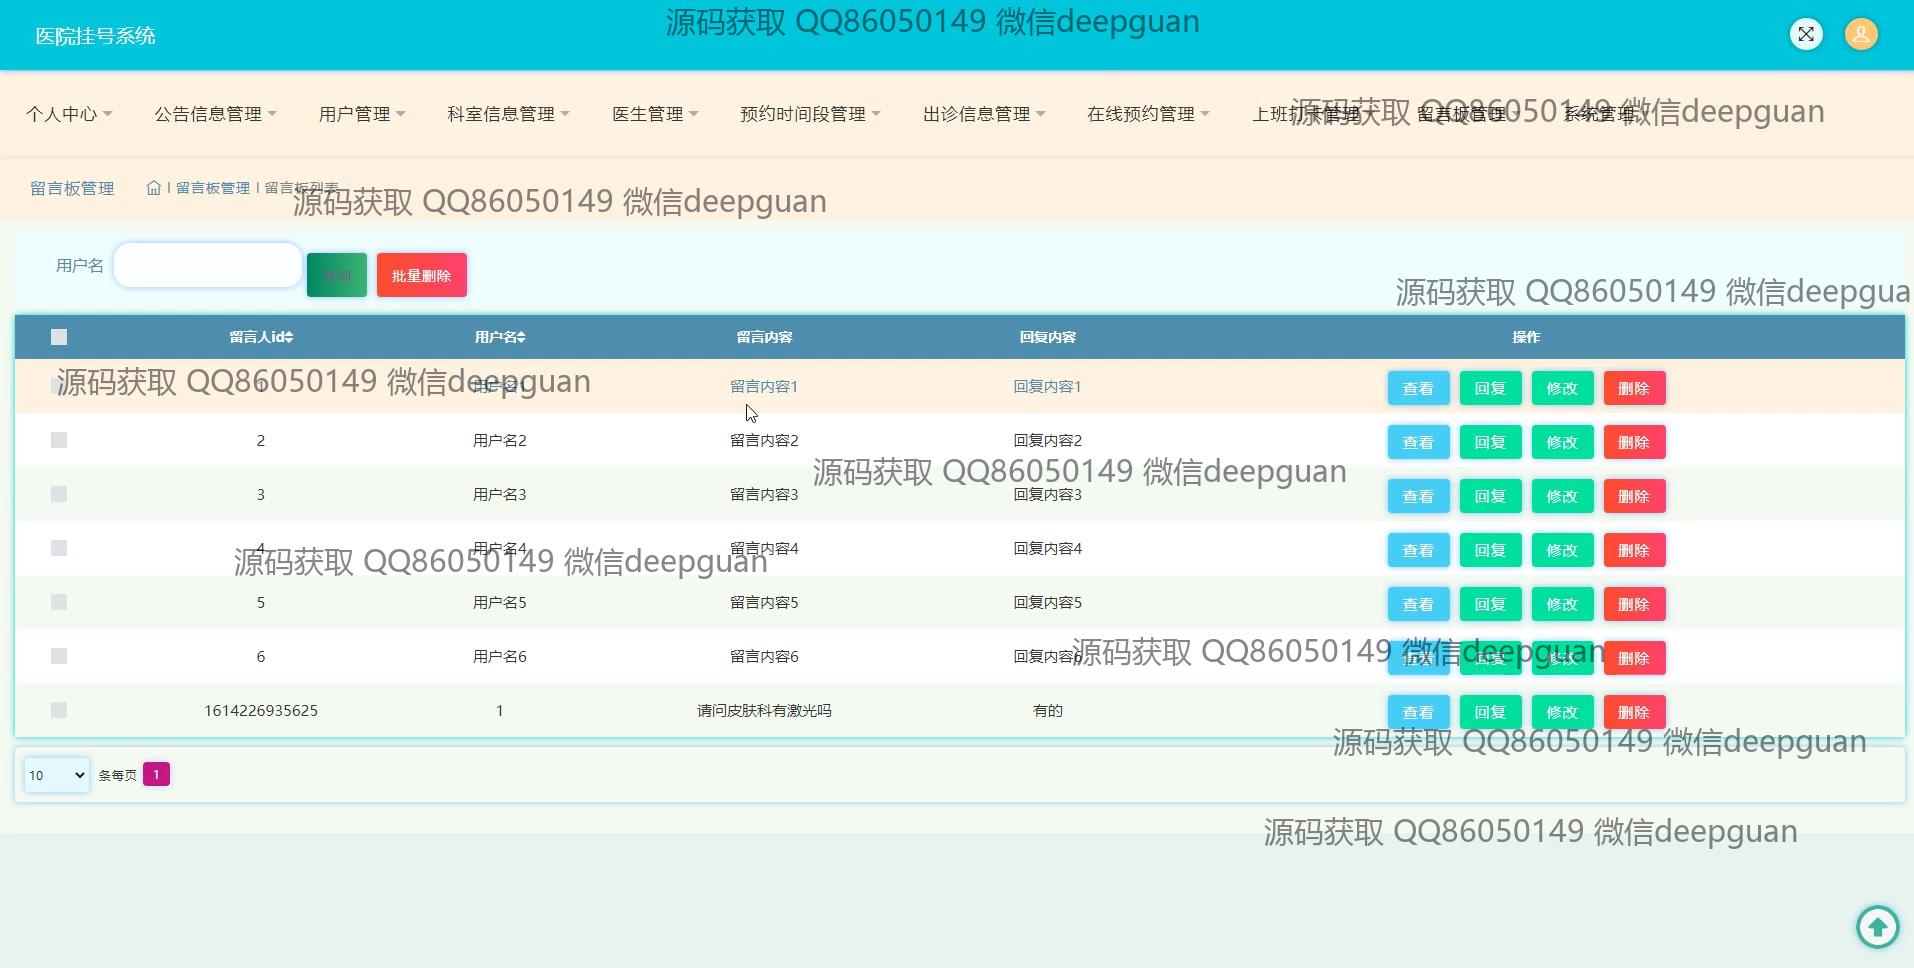 医院挂号系统
源码获取 QQ86050149 微信deepguan
个人中心 公告信息管理 用户管理 科室信息管理 医生管理 预约时间段管理 出诊信息管理 在线预约管理 上班打卡管理 留言板管理 系统管理
源码获取 QQ86050149 微信deepguan
留言板管理 留言板管理 留言板列表
源码获取 QQ86050149 微信deepguan
用户名 查询 批量删除
源码获取 QQ86050149 微信deepgua
留言人id 用户名 留言内容 回复内容 操作
1 用户名1 留言内容1 回复内容1 查看 回复 修改 删除
源码获取 QQ86050149 微信deepguan
2 用户名2 留言内容2 回复内容2 查看 回复 修改 删除
源码获取 QQ86050149 微信deepguan
3 用户名3 留言内容3 回复内容3 查看 回复 修改 删除
4 用户名4 留言内容4 回复内容4 查看 回复 修改 删除
源码获取 QQ86050149 微信deepguan
5 用户名5 留言内容5 回复内容5 查看 回复 修改 删除
6 用户名6 留言内容6 回复内容6 查看 回复 修改 删除
源码获取 QQ86050149 微信deepguan
1614226935625 1 请问皮肤科有激光吗 有的 查看 回复 修改 删除
源码获取 QQ86050149 微信deepguan
10 条每页 1
源码获取 QQ86050149 微信deepguan